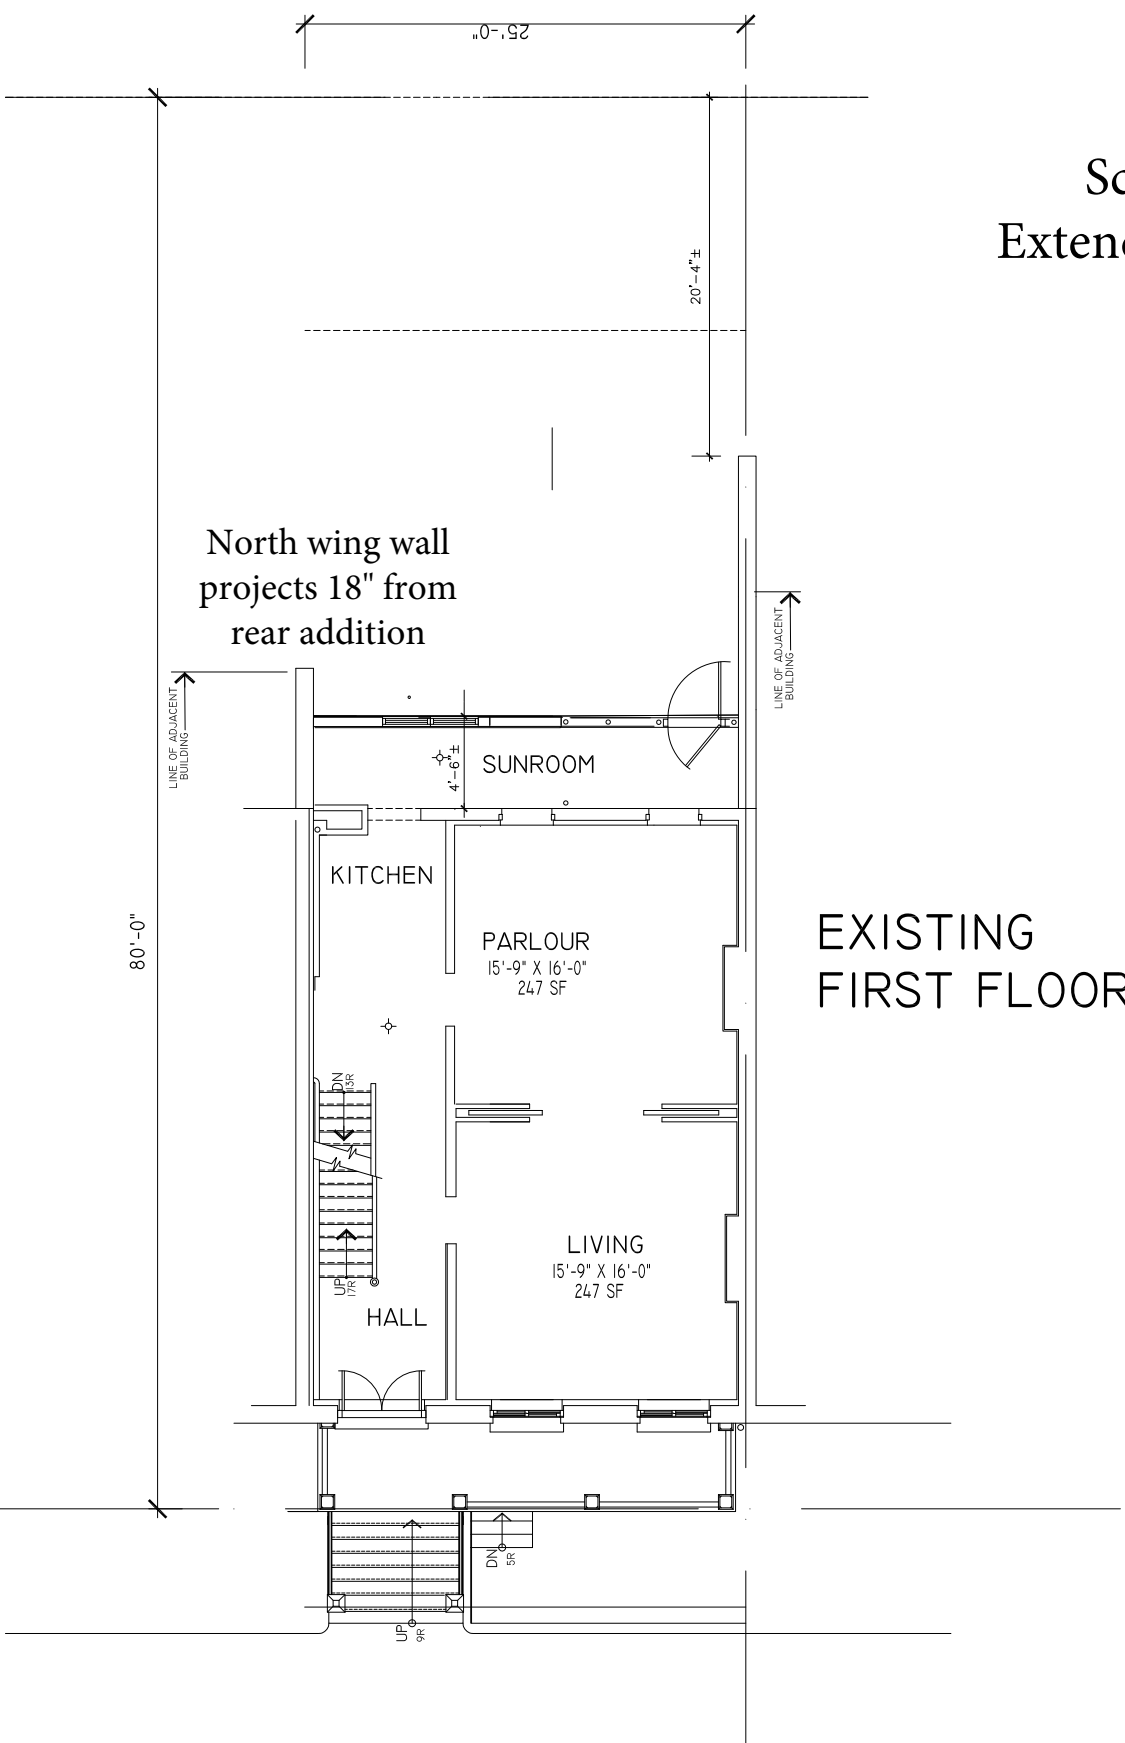 25'-0"
Sc
Extend
20'-4"±
North wing wall
projects 18" from
rear addition
LINE OF ADJACENT
BUILDING
LINE OF ADJACENT
BUILDING
4'-6"±
SUNROOM
KITCHEN
80'-0"
EXISTING
FIRST FLOOR
PARLOUR
15'-9" X 16'-0"
247 SF
DN
13R
LIVING
15'-9" X 16'-0"
247 SF
UP
17R
HALL
DN
5R
UP
9R